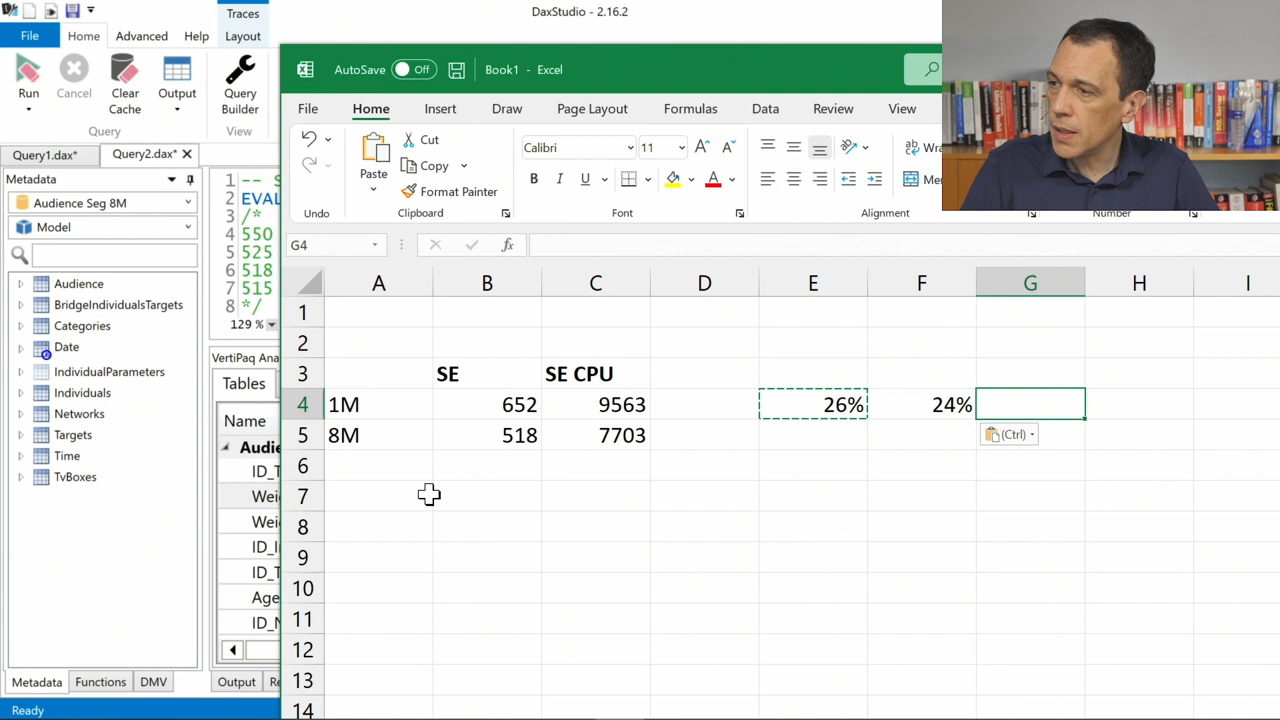 DaxStudio - 2.16.2
Traces
File Home Advanced Help Layout
Run Cancel Clear Cache Output Query Builder
Query View
Query1.dax* Query2.dax*
Metadata
Audience Seg 8M
Model
Audience
BridgeIndividualsTargets
Categories
Date
IndividualParameters
Individuals
Networks
Targets
Time
TvBoxes
Metadata Functions DMV
Ready
1 --
2 EVAL
3 /*
4 550
5 525
6 518
7 515
8 */
129 %
VertiPaq Ana
Tables
Name
Audie
ID_T
Wei
Wei
ID_I
ID_T
Age
ID_N
Output Re
AutoSave Off Book1 - Excel
File Home Insert Draw Page Layout Formulas Data Review View
Paste Cut
Copy
Format Painter
Calibri 11
B I U
ab Wra
Mer
Undo Clipboard Font Alignment Number
G4 fx
A B C D E F G H I
1
2
3 SE SE CPU
4 1M 652 9563 26% 24%
5 8M 518 7703
(Ctrl)
6
7
8
9
10
11
12
13
14